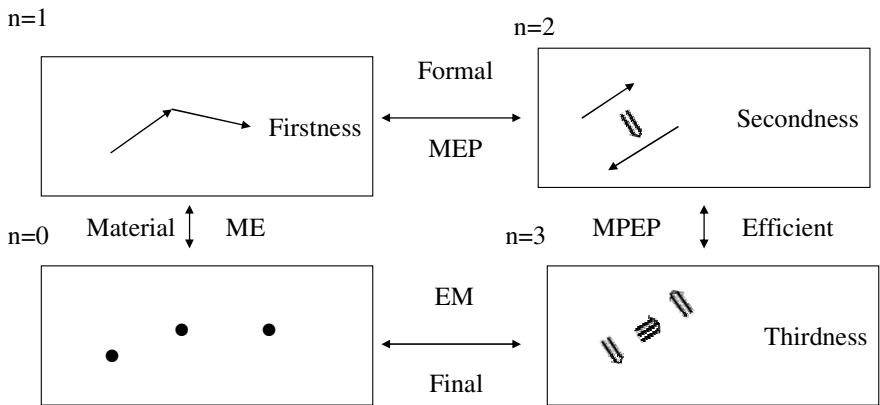 n=1
n=2
Formal
Firstness
Secondness
MEP
Material
ME
MPEP
Efficient
n=0
n=3
EM
Thirdness
Final